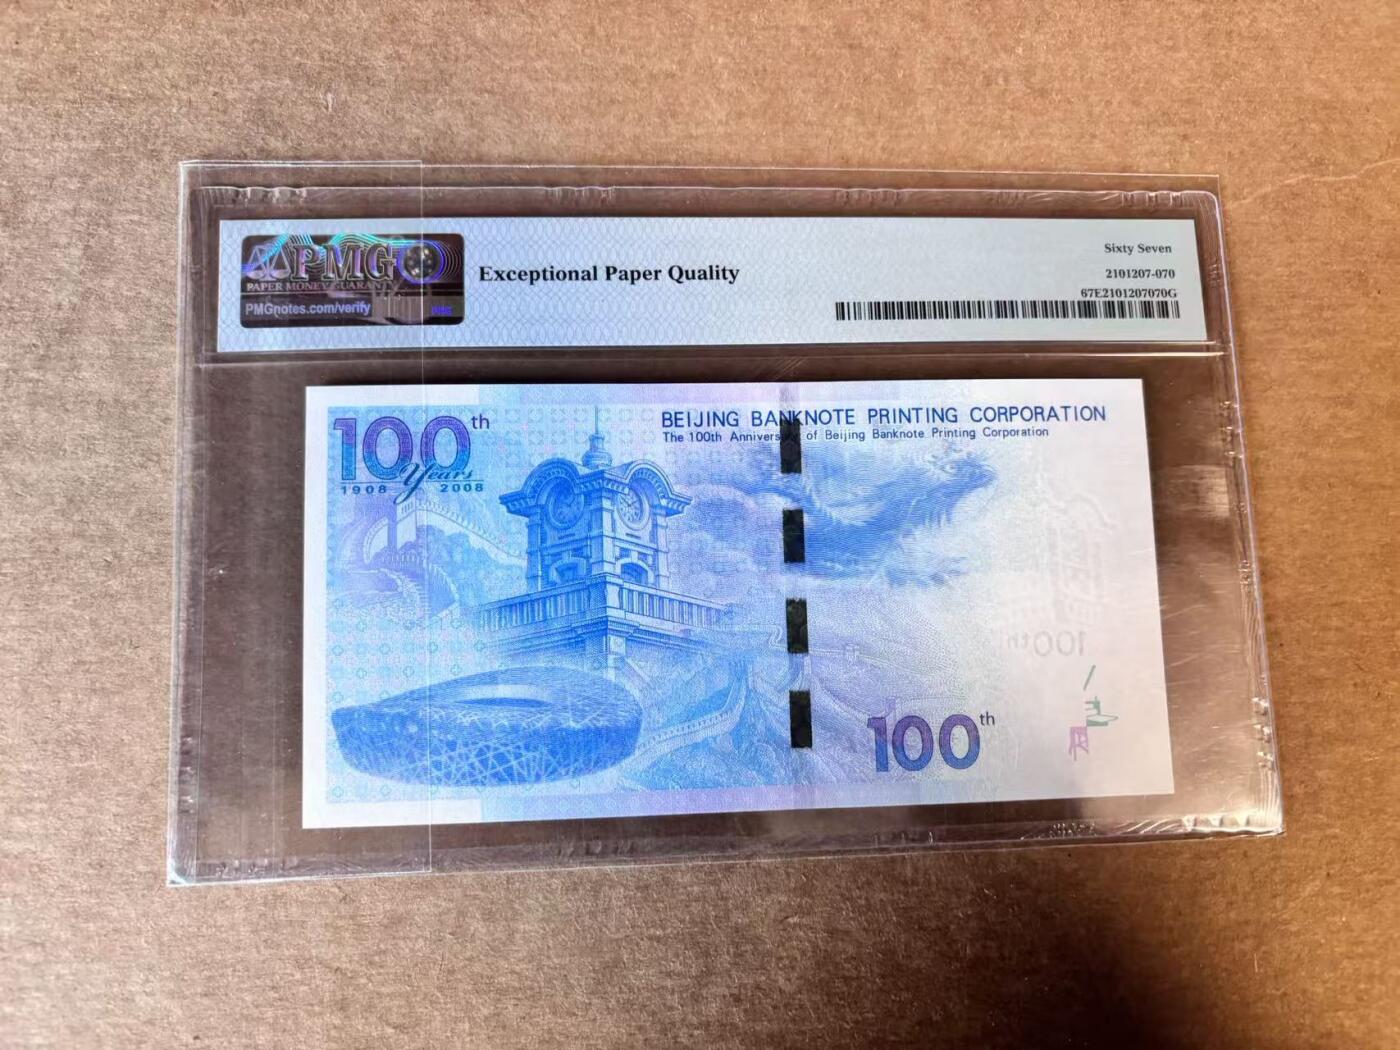 PMG
PAPER MONEY GUARANTY
PMGnotes.com/verify
Exceptional Paper Quality
Sixty Seven
2101207-070
67E2101207070G
100th
Years
1908 2008
BEIJING BANKNOTE PRINTING CORPORATION
The 100th Anniversary of Beijing Banknote Printing Corporation
100th
100th